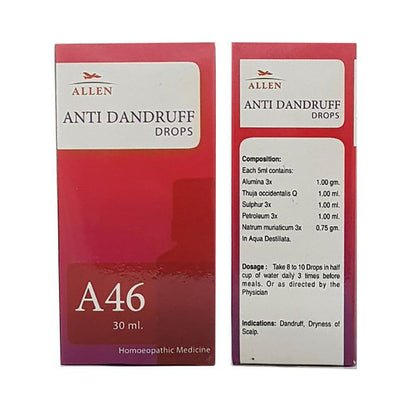 ALLEN
ANTI DANDRUFF
DROPS
A46
30 ml.
Homoeopathic Medicine
ALLEN
ANTI DANDRUFF
DROPS
Composition:
Each 5ml contains:
Alumina 3x 1.00 gm.
Thuja occidentalis Q 1.00 ml.
Sulphur 3x 1.00 ml.
Petroleum 3x 1.00 ml.
Natrum muriaticum 3x 0.75 gm.
In Aqua Destillata.
Dosage : Take 8 to 10 Drops in half
cup of water daily 3 times before
meals. Or as directed by the
Physician
Indications: Dandruff, Dryness of
Scalp.